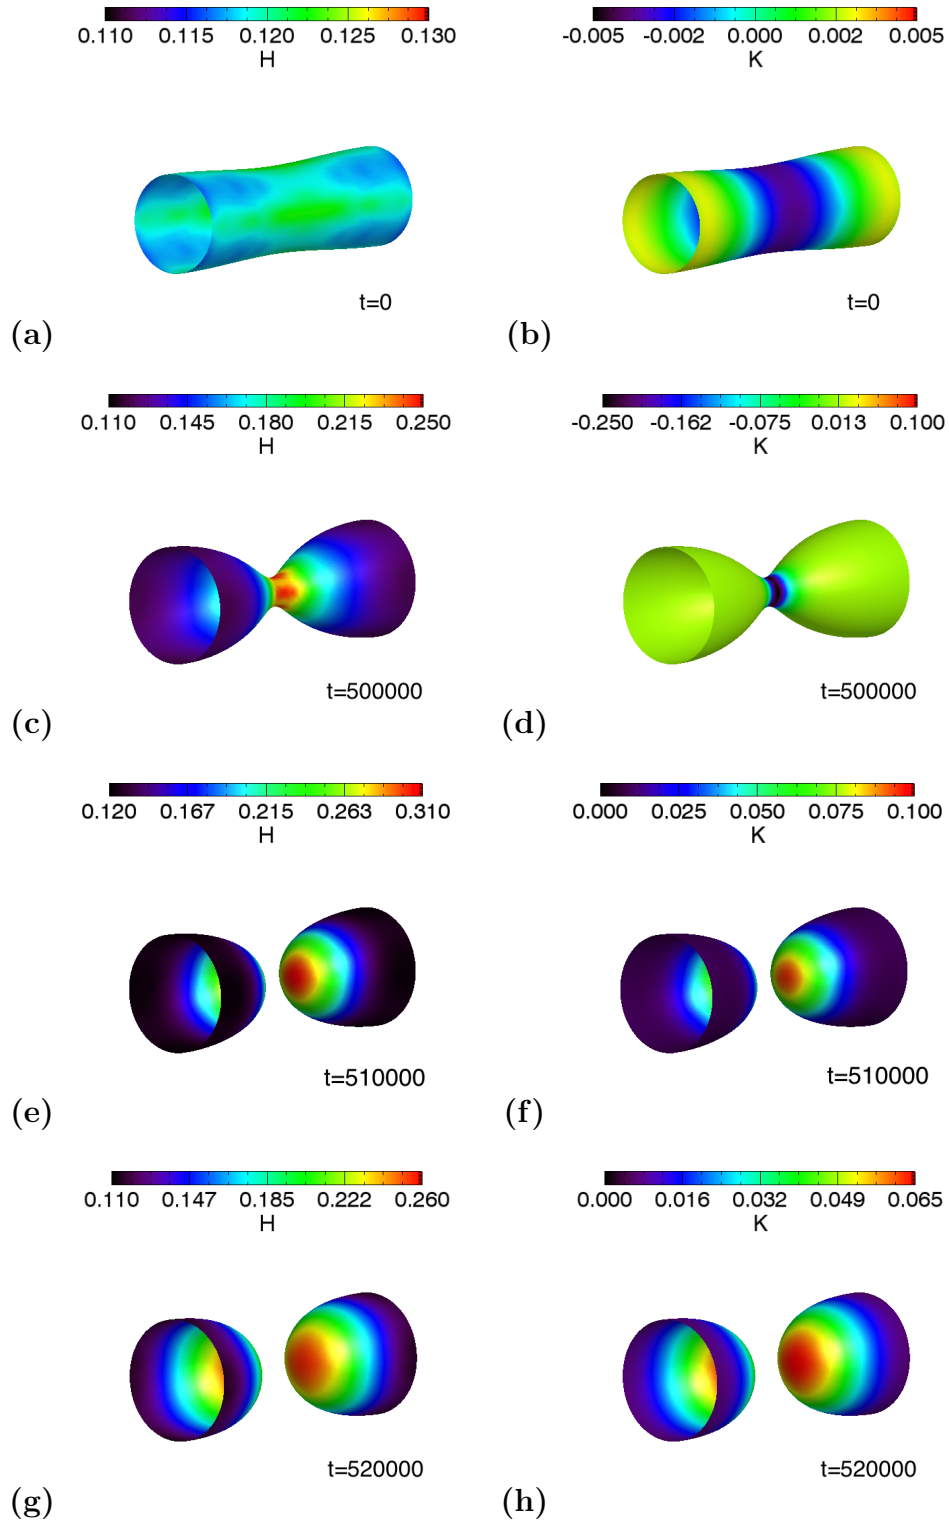 0.110 0.115 0.120 0.125 0.130
H
-0.005 -0.002 0.000 0.002 0.005
K
t=0
t=0
(a)
(b)
0.110 0.145 0.180 0.215 0.250
H
-0.250 -0.162 -0.075 0.013 0.100
K
t=500000
t=500000
(c)
(d)
0.120 0.167 0.215 0.263 0.310
H
0.000 0.025 0.050 0.075 0.100
K
t=510000
t=510000
(e)
(f)
0.110 0.147 0.185 0.222 0.260
H
0.000 0.016 0.032 0.049 0.065
K
t=520000
t=520000
(g)
(h)